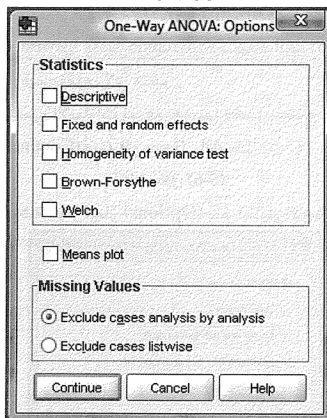 One-Way ANOVA: Options
Statistics
Descriptive
Fixed and random effects
Homogeneity of variance test
Brown-Forsythe
Welch
Means plot
Missing Values
Exclude cases analysis by analysis
Exclude cases listwise
Continue Cancel Help